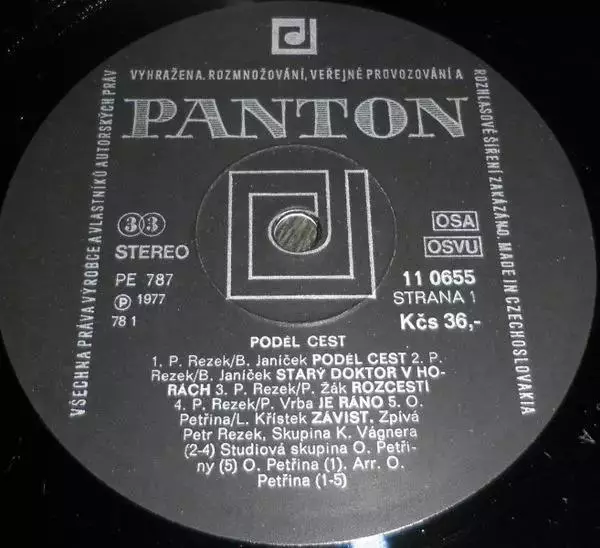 VŠECHNA PRÁVA VÝROBCE A VLASTNÍKŮ AUTORSKÝCH PRÁV
VYHRAŽENA. ROZMNOŽOVÁNÍ, VEŘEJNÉ PROVOZOVÁNÍ A
ROZHLASOVÉ ŠÍŘENÍ ZAKÁZÁNO. MADE IN CZECHOSLOVAKIA
PANTON
33
STEREO
PE 787
Ⓟ 1977
78 1
OSA
OSVU
11 0655
STRANA 1
Kčs 36,-
PODÉL CEST
1. P. Rezek/B. Janíček PODÉL CEST 2. P.
Rezek/B. Janíček STARÝ DOKTOR V HO-
RÁCH 3. P. Rezek/P. Žák ROZCESTÍ
4. P. Rezek/P. Vrba JE RÁNO 5. O.
Petřina/L. Křístek ZÁVIST. Zpívá
Petr Rezek, Skupina K. Vágnera
(2-4) Studiová skupina O. Petři-
ny (5) O. Petřina (1). Arr. O.
Petřina (1-5)
A